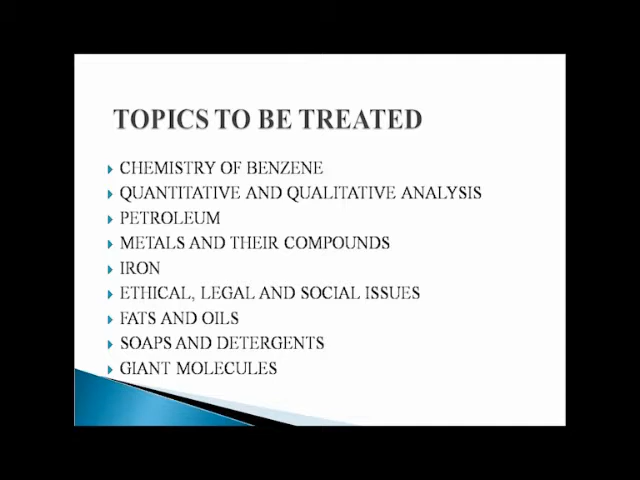 TOPICS TO BE TREATED
CHEMISTRY OF BENZENE
QUANTITATIVE AND QUALITATIVE ANALYSIS
PETROLEUM
METALS AND THEIR COMPOUNDS
IRON
ETHICAL, LEGAL AND SOCIAL ISSUES
FATS AND OILS
SOAPS AND DETERGENTS
GIANT MOLECULES